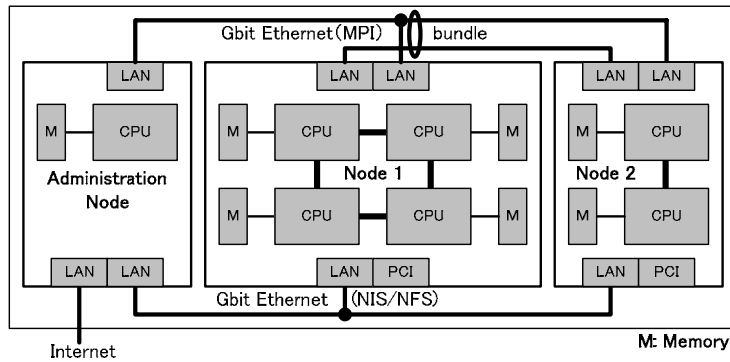 Gbit Ethernet(MPI) bundle
LAN LAN LAN LAN LAN
M CPU M CPU CPU M M CPU
Administration Node
Node 1 Node 2
M CPU CPU M M CPU
LAN LAN LAN PCI LAN PCI
Gbit Ethernet (NIS/NFS)
Internet
M: Memory